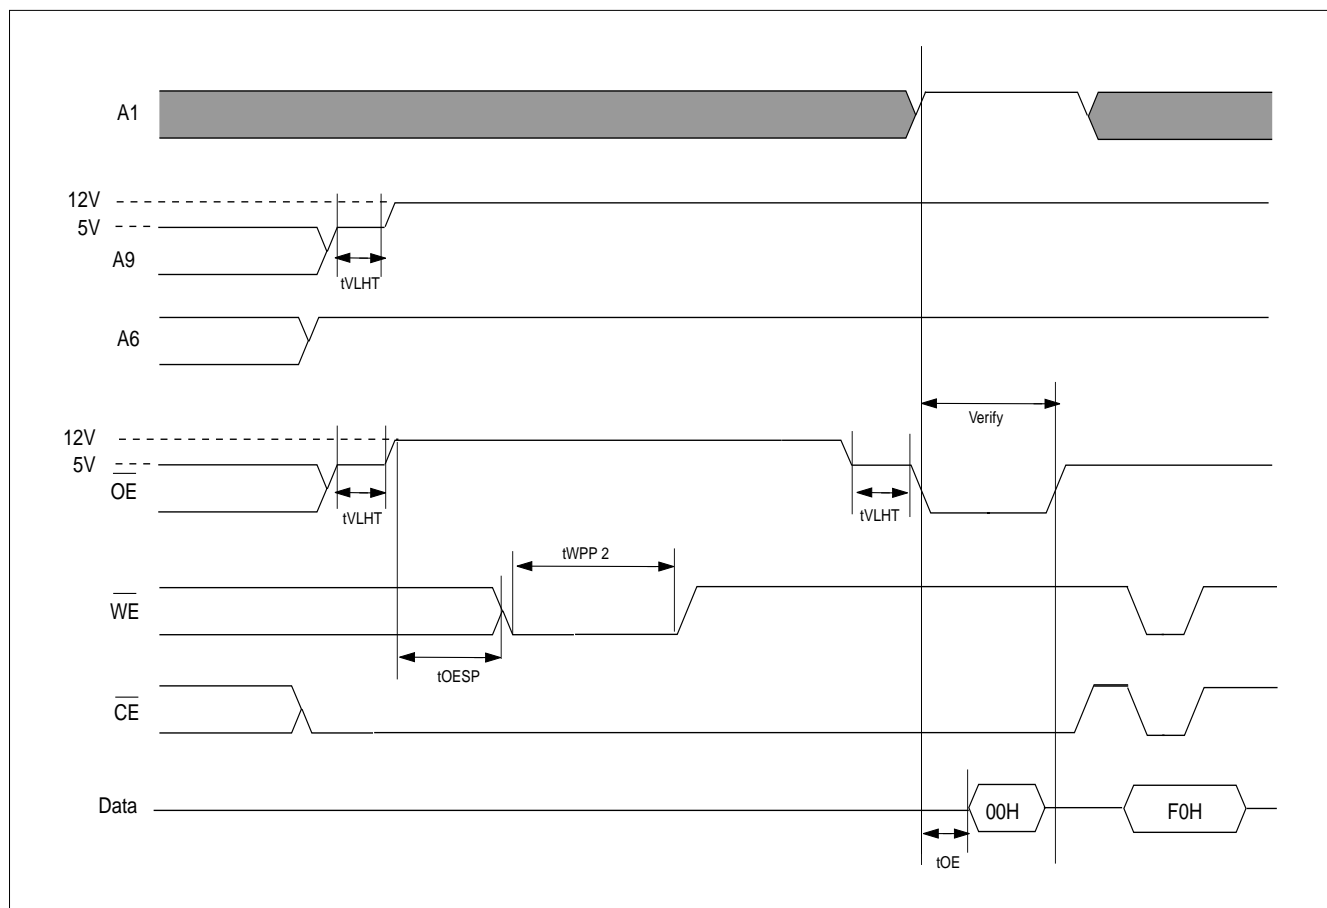 A1
12V
5V
A9
tVLHT
A6
Verify
12V
5V
OE
tVLHT
tVLHT
tWPP 2
WE
tOESP
CE
Data
00H
F0H
tOE